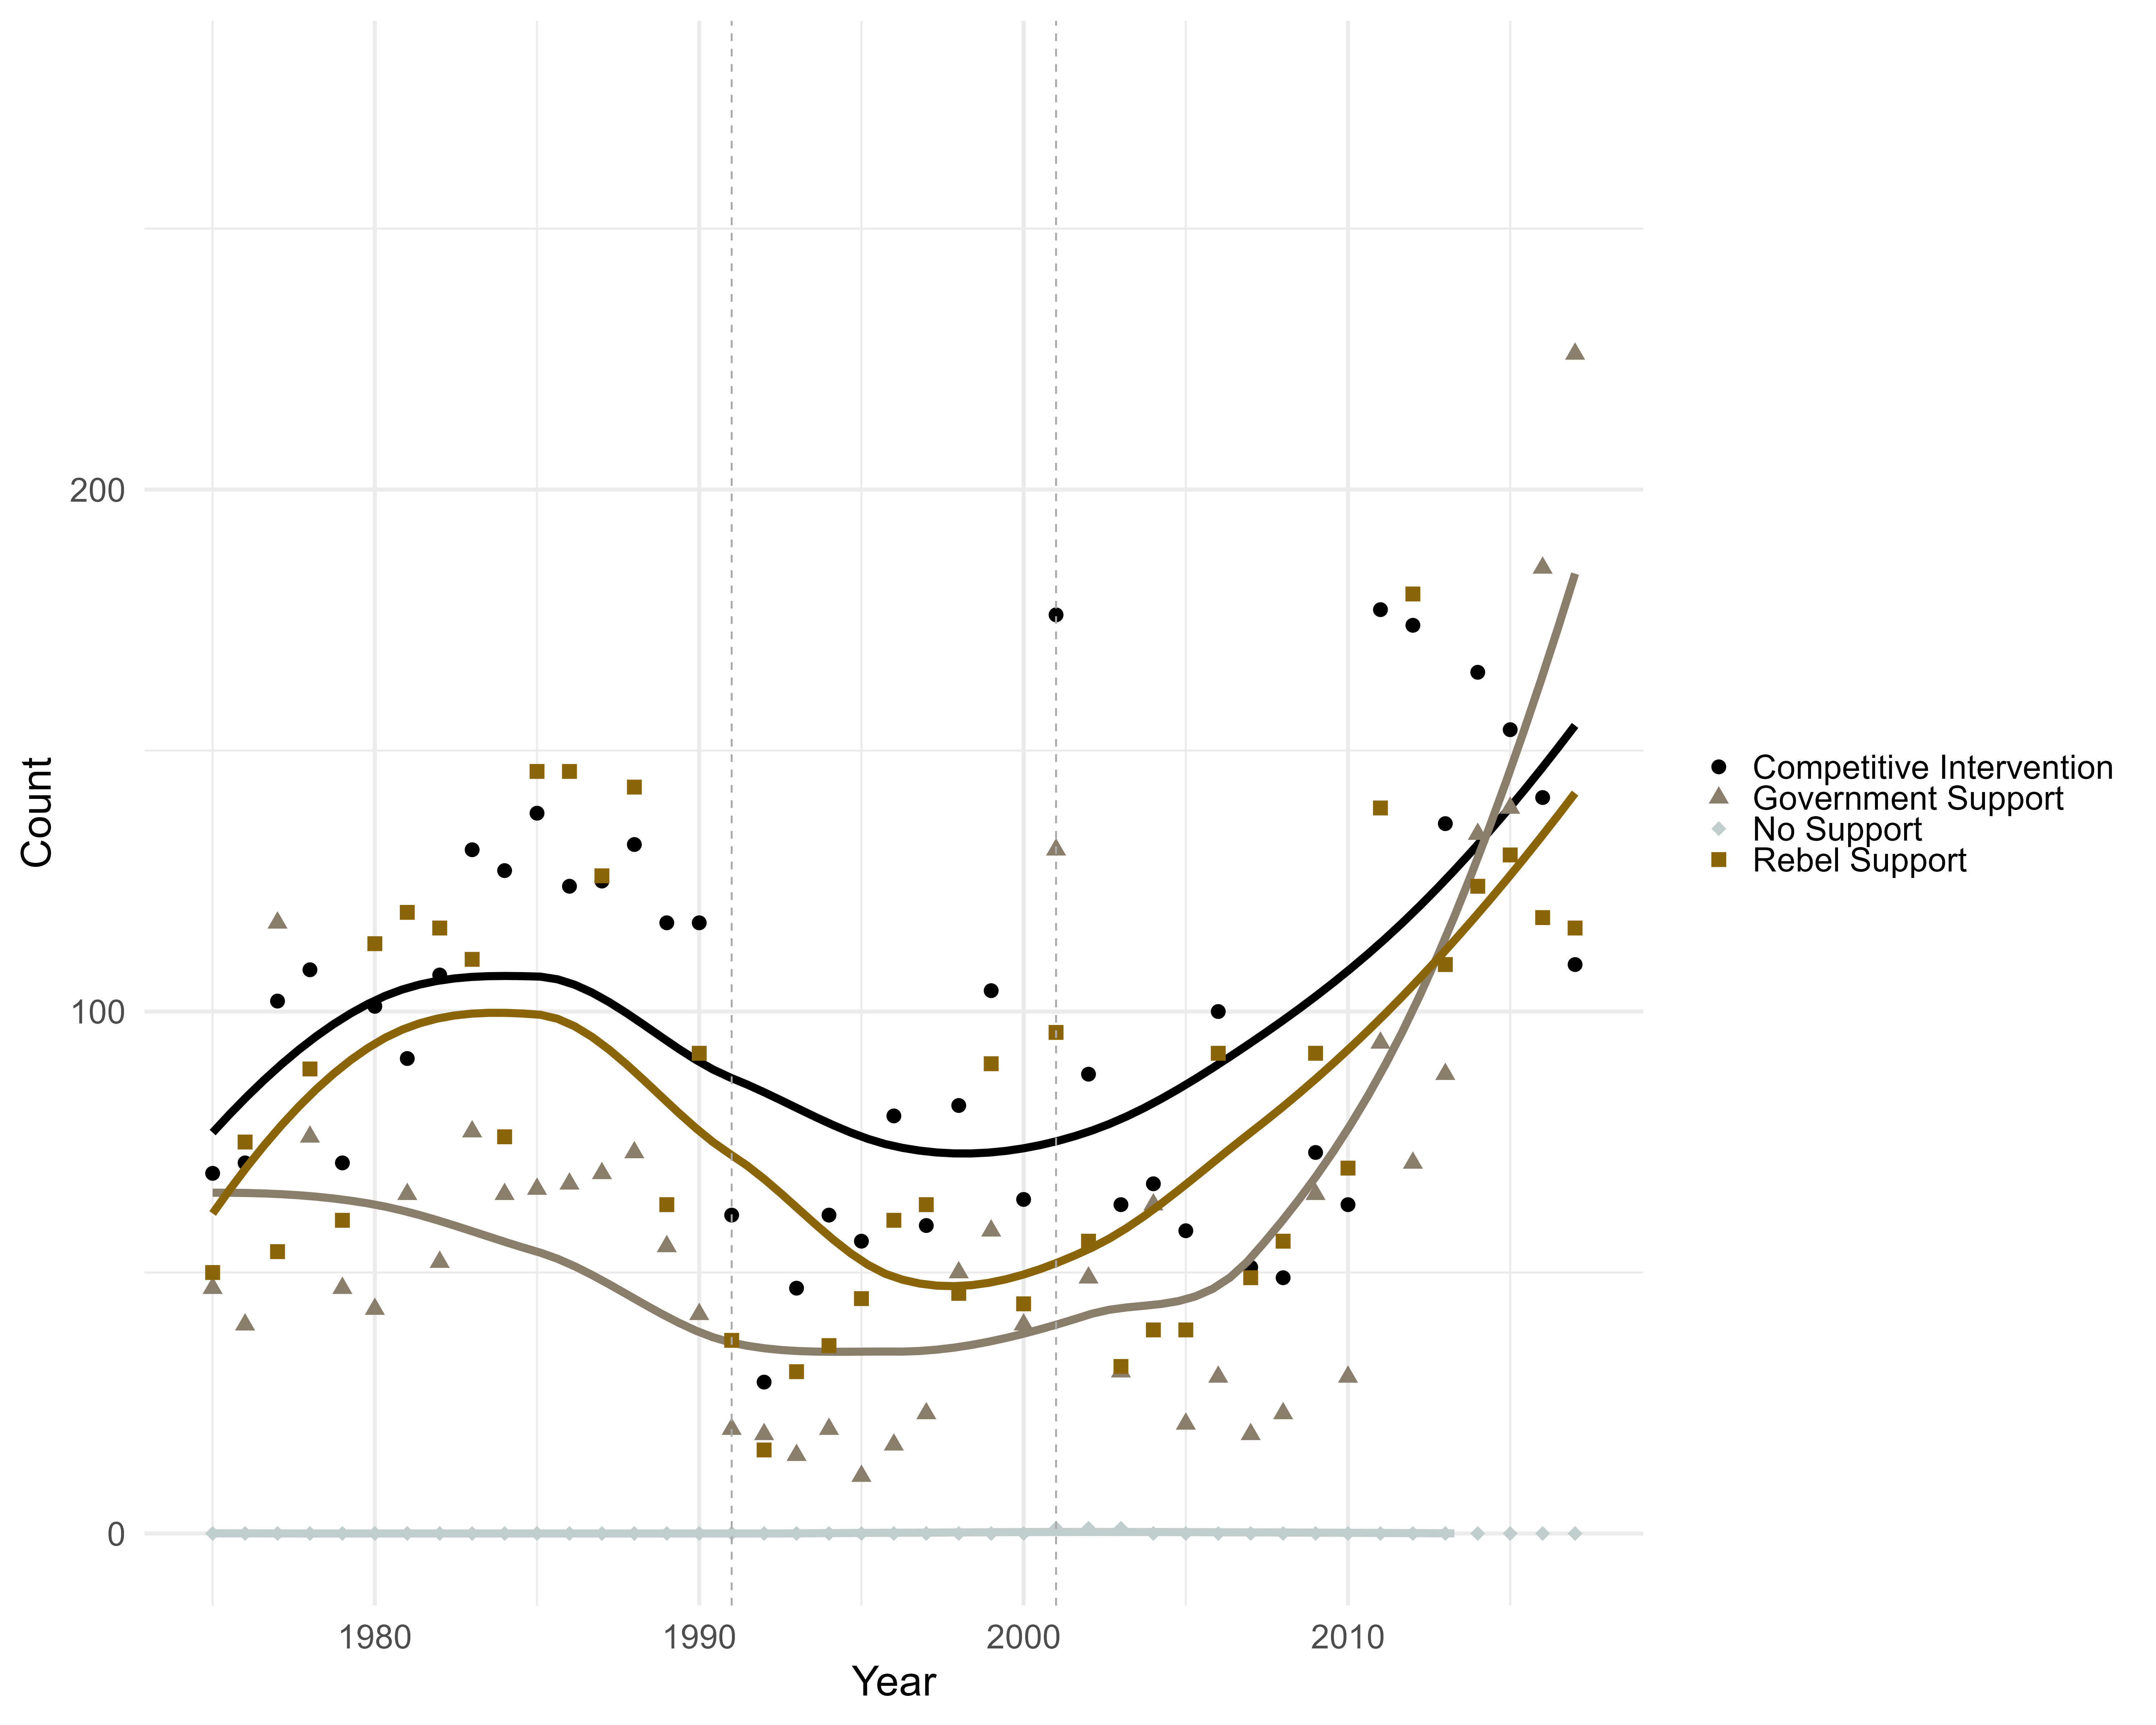 Count
200
100
0
1980
1990
2000
2010
Year
Competitive Intervention
Government Support
No Support
Rebel Support